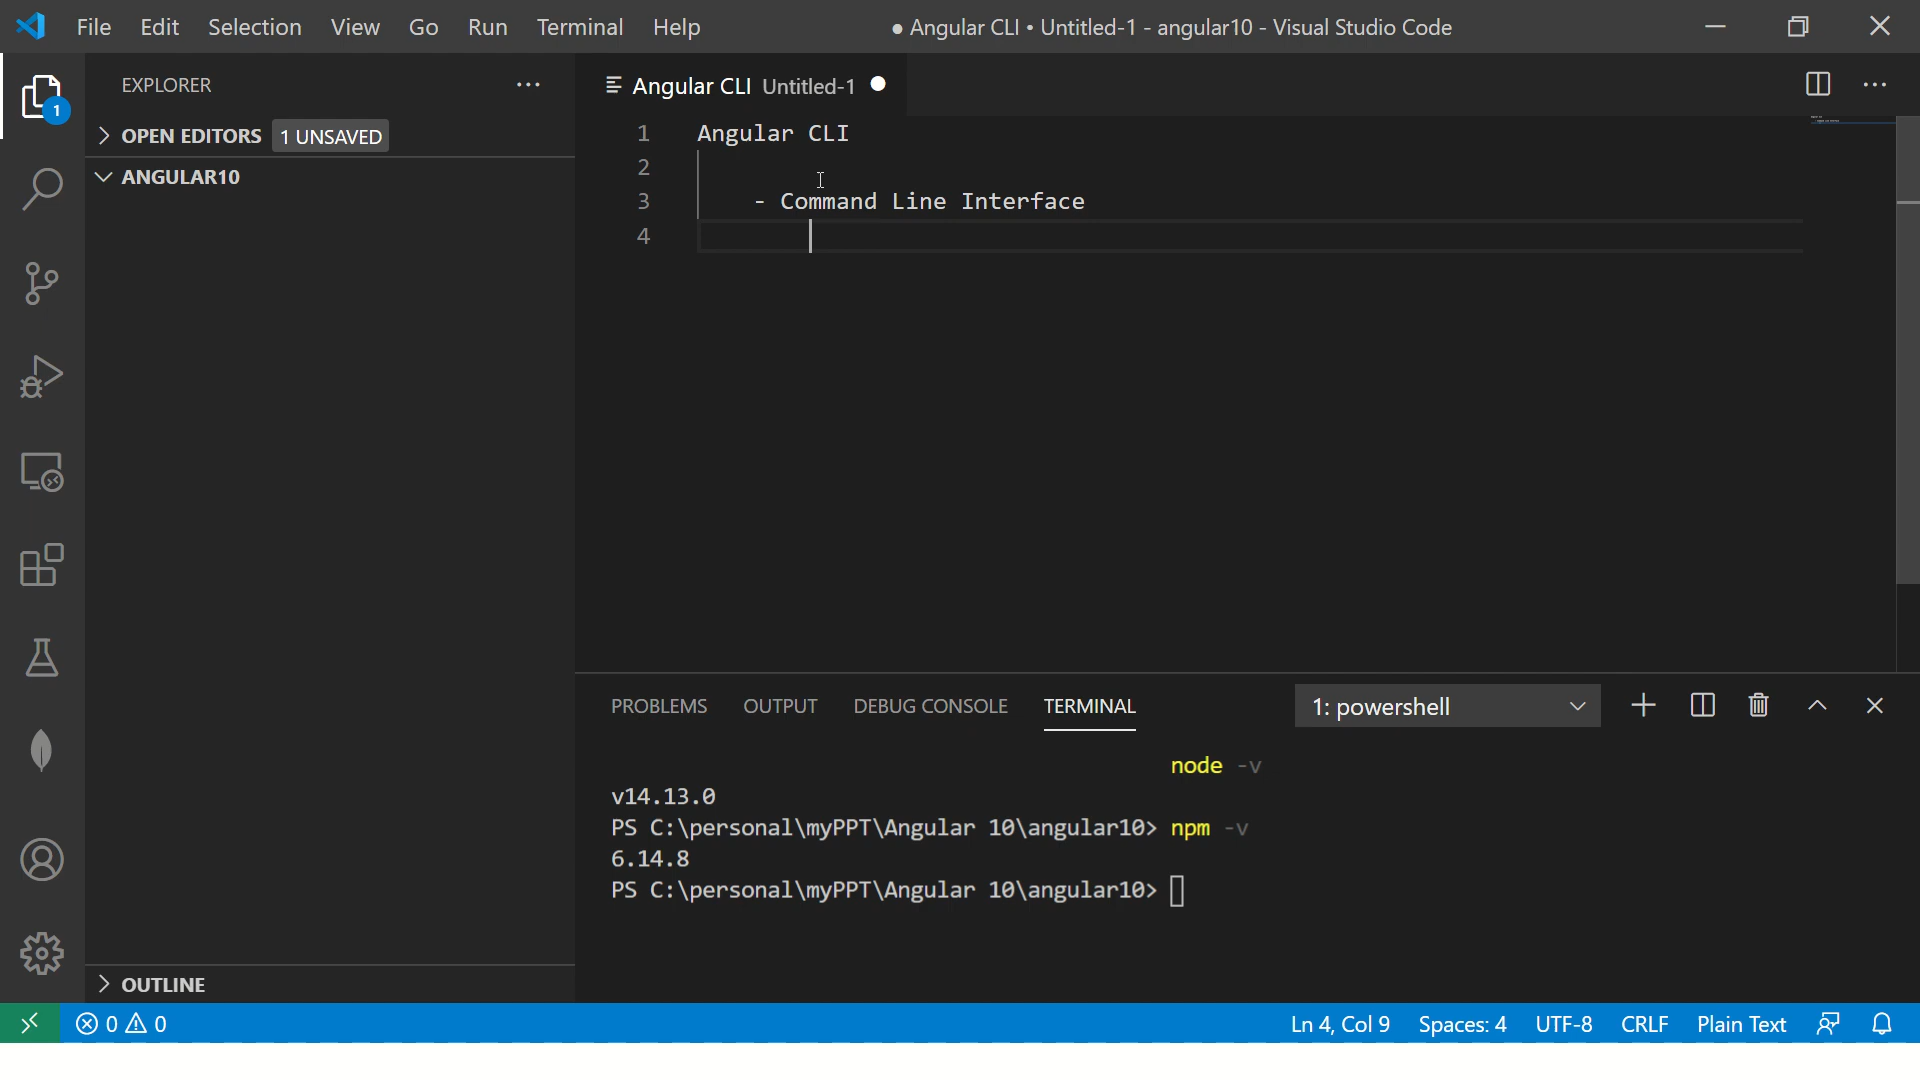 File Edit Selection View Go Run Terminal Help ● Angular CLI • Untitled-1 - angular10 - Visual Studio Code
EXPLORER
1
OPEN EDITORS 1 UNSAVED
ANGULAR10
OUTLINE
Angular CLI Untitled-1
1 Angular CLI
2
3 - Command Line Interface
4
PROBLEMS OUTPUT DEBUG CONSOLE TERMINAL 1: powershell
node -v
v14.13.0
PS C:\personal\myPPT\Angular 10\angular10> npm -v
6.14.8
PS C:\personal\myPPT\Angular 10\angular10>
0 0 Ln 4, Col 9 Spaces: 4 UTF-8 CRLF Plain Text